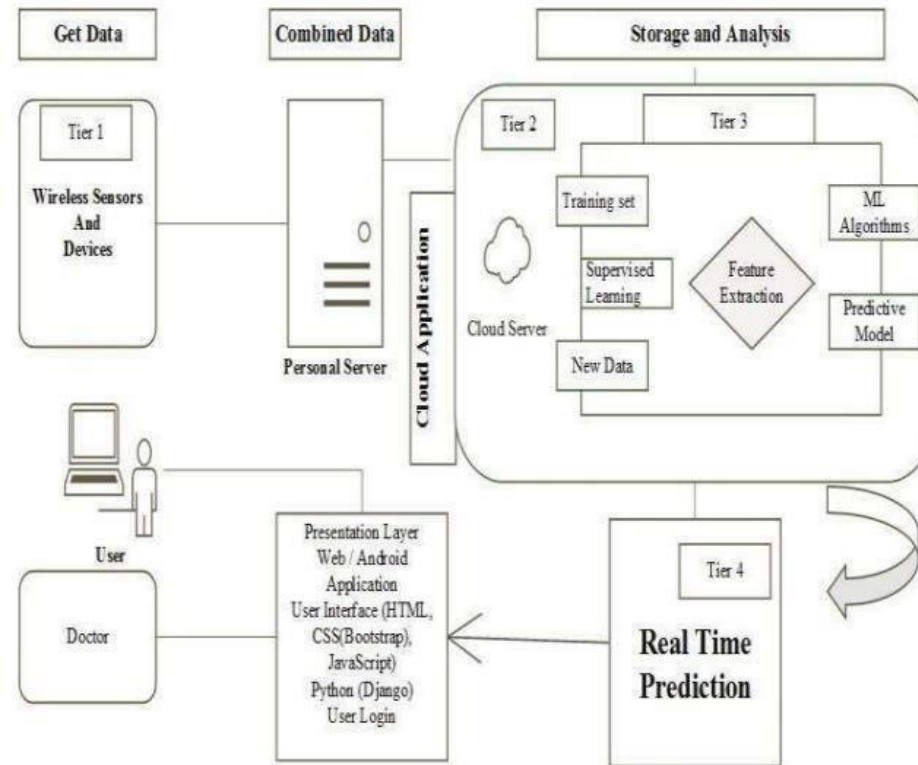 Get Data
Combined Data
Storage and Analysis
Tier 1
Wireless Sensors
And
Devices
Personal Server
Cloud Application
Tier 2
Cloud Server
Tier 3
Training set
Supervised
Learning
New Data
Feature
Extraction
ML
Algorithms
Predictive
Model
User
Doctor
Presentation Layer
Web / Android
Application
User Interface (HTML,
CSS(Bootstrap),
JavaScript)
Python (Django)
User Login
Tier 4
Real Time
Prediction